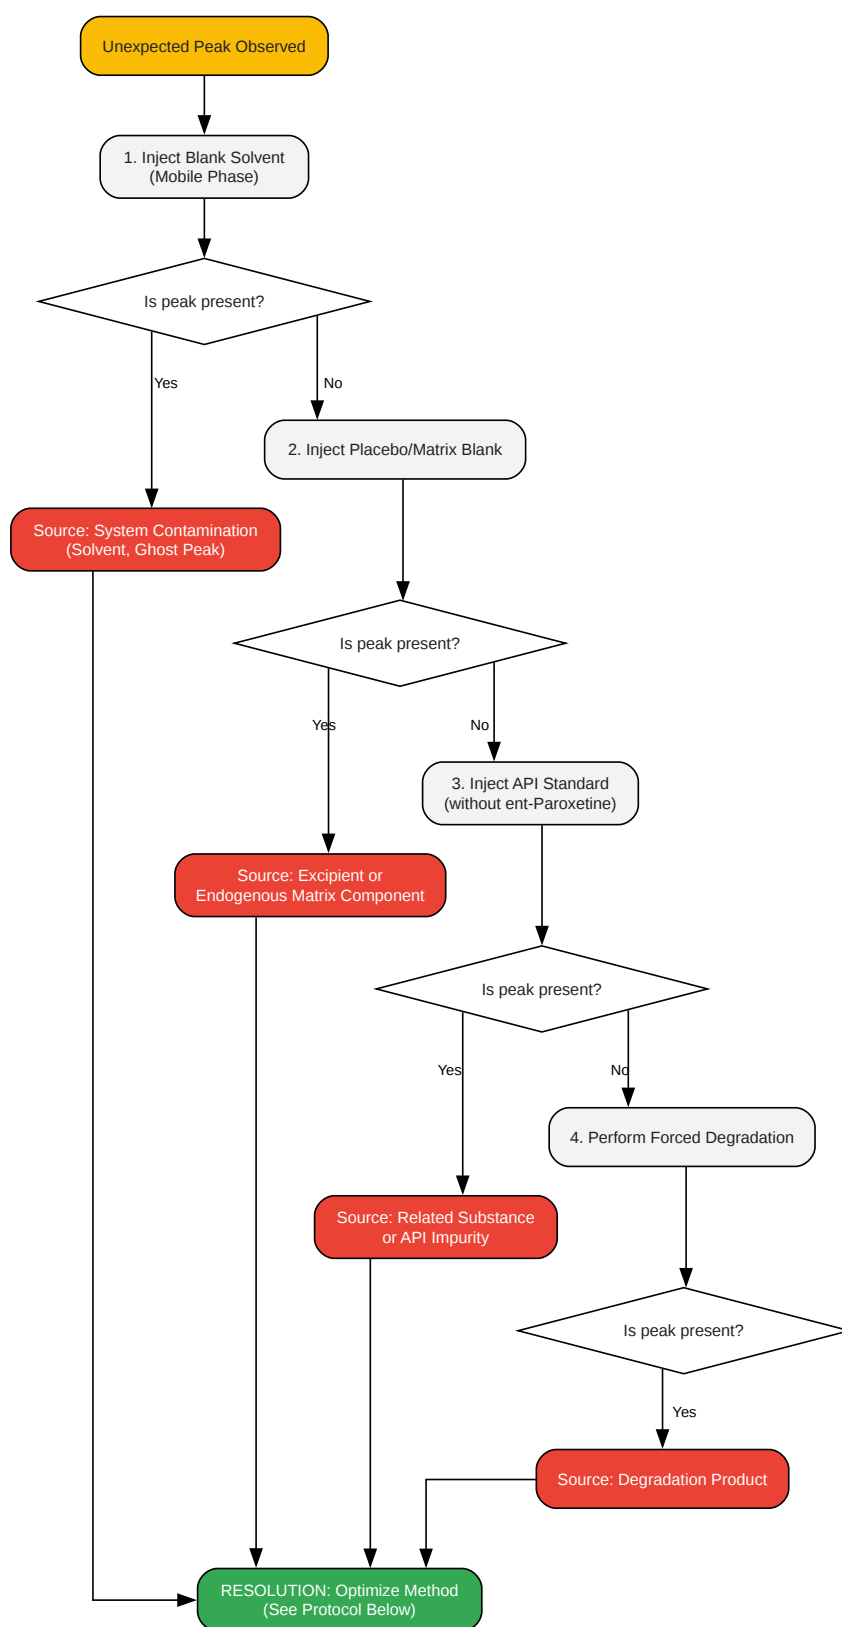 Unexpected Peak Observed
1. Inject Blank Solvent
(Mobile Phase)
Is peak present?
Yes
No
2. Inject Placebo/Matrix Blank
Source: System Contamination
(Solvent, Ghost Peak)
Is peak present?
Yes
No
3. Inject API Standard
(without ent-Paroxetine)
Source: Excipient or
Endogenous Matrix Component
Is peak present?
Yes
No
4. Perform Forced Degradation
Source: Related Substance
or API Impurity
Is peak present?
Yes
Source: Degradation Product
RESOLUTION: Optimize Method
(See Protocol Below)